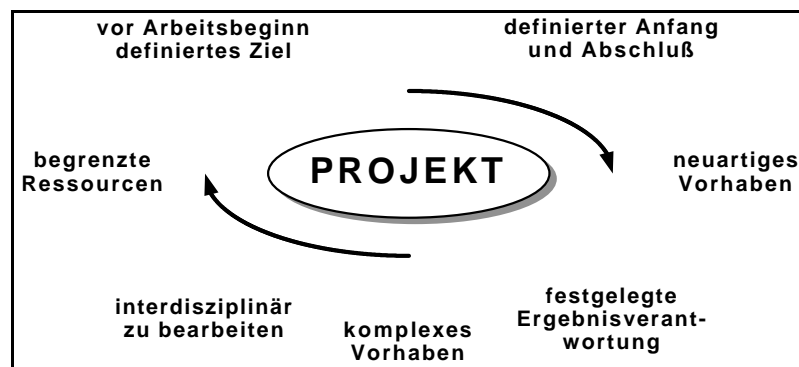 vor Arbeitsbeginn
definiertes Ziel
definierter Anfang
und Abschluß
begrenzte
Ressourcen
PROJEKT
neuartiges
Vorhaben
interdisziplinär
zu bearbeiten
komplexes
Vorhaben
festgelegte
Ergebnisverant-
wortung